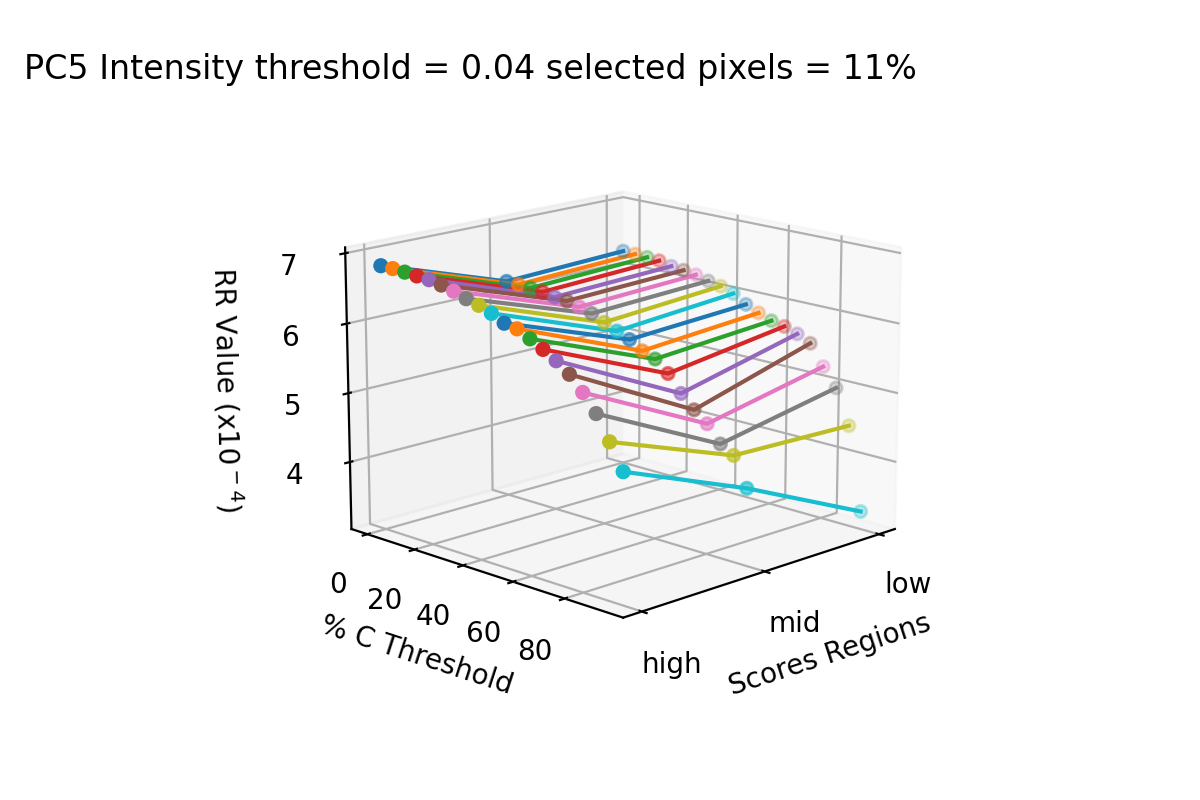 PC5 Intensity threshold = 0.04 selected pixels = 11%
RR Value (x10⁻⁴)
7
6
5
4
0
20
40
60
80
% C Threshold
high
mid
low
Scores Regions